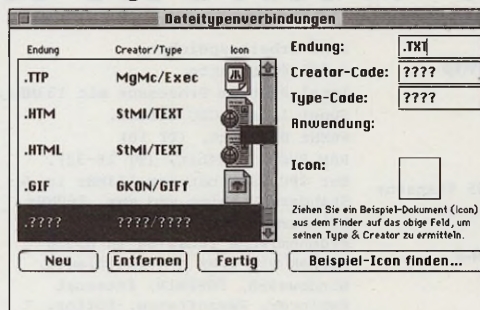 Dateitypenverbindungen
Endung Creator/Type Icon
.TTP MgMc/Exec
.HTM StMl/TEXT
.HTML StMl/TEXT
.GIF GKON/GIFf
.???? ????/????
Neu Entfernen Fertig
Endung: .TXT
Creator-Code: ????
Type-Code: ????
Anwendung:
Icon:
Ziehen Sie ein Beispiel-Dokument (Icon)
aus dem Finder auf das obige Feld, um
seinen Type & Creator zu ermitteln.
Beispiel-Icon finden...